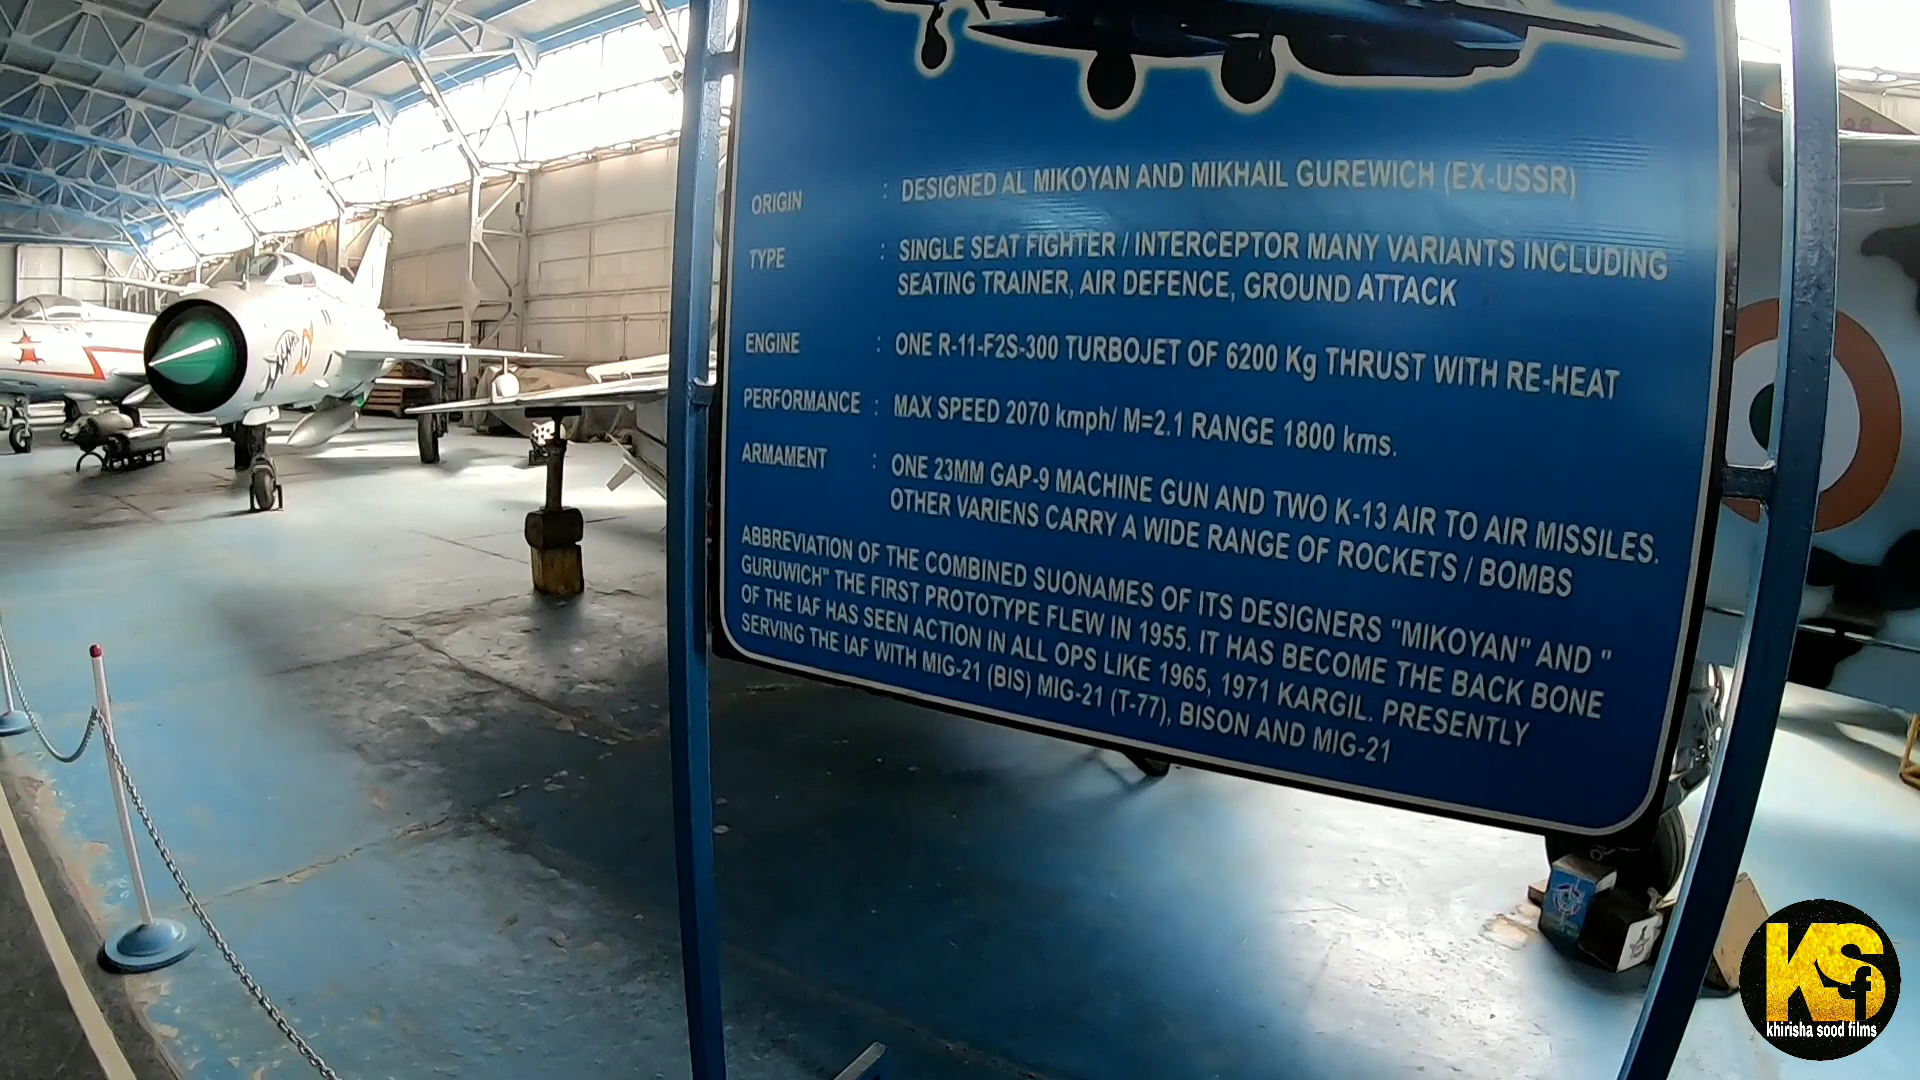 ORIGIN : DESIGNED AL MIKOYAN AND MIKHAIL GUREWICH (EX-USSR)
TYPE : SINGLE SEAT FIGHTER / INTERCEPTOR MANY VARIANTS INCLUDING
SEATING TRAINER, AIR DEFENCE, GROUND ATTACK
ENGINE : ONE R-11-F2S-300 TURBOJET OF 6200 Kg THRUST WITH RE-HEAT
PERFORMANCE : MAX SPEED 2070 kmph/ M=2.1 RANGE 1800 kms.
ARMAMENT : ONE 23MM GAP-9 MACHINE GUN AND TWO K-13 AIR TO AIR MISSILES.
OTHER VARIENS CARRY A WIDE RANGE OF ROCKETS / BOMBS
ABBREVIATION OF THE COMBINED SUONAMES OF ITS DESIGNERS "MIKOYAN" AND "
GURUWICH" THE FIRST PROTOTYPE FLEW IN 1955. IT HAS BECOME THE BACK BONE
OF THE IAF HAS SEEN ACTION IN ALL OPS LIKE 1965, 1971 KARGIL. PRESENTLY
SERVING THE IAF WITH MIG-21 (BIS) MIG-21 (T-77), BISON AND MIG-21
KSf
khirisha sood films